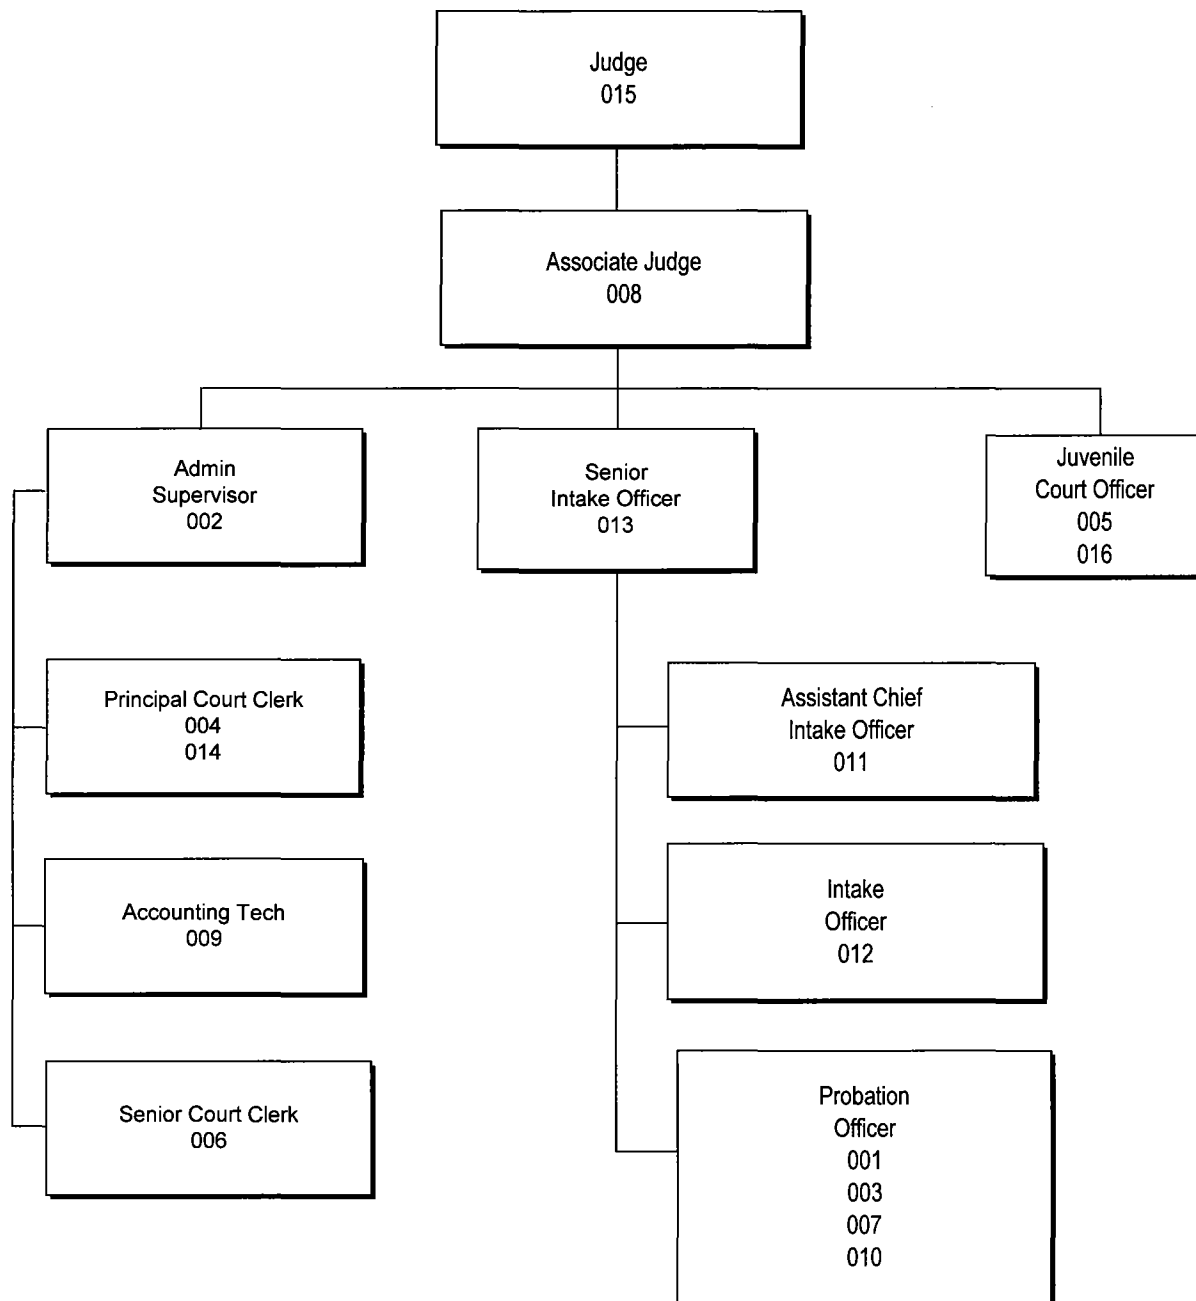 Judge
015
Associate Judge
008
Admin
Supervisor
002
Senior
Intake Officer
013
Juvenile
Court Officer
005
016
Principal Court Clerk
004
014
Assistant Chief
Intake Officer
011
Accounting Tech
009
Intake
Officer
012
Senior Court Clerk
006
Probation
Officer
001
003
007
010